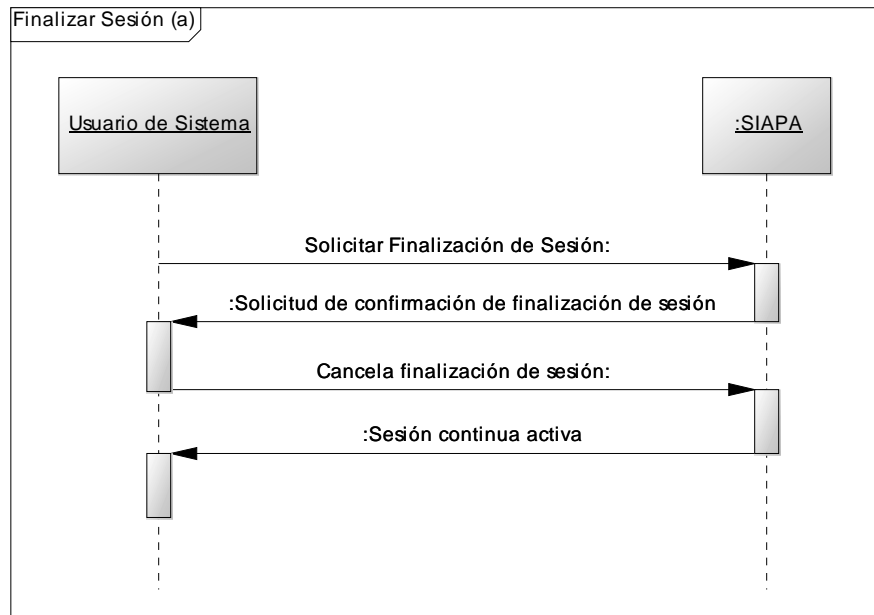 Finalizar Sesión (a)
Usuario de Sistema
:SIAPA
Solicitar Finalización de Sesión:
:Solicitud de confirmación de finalización de sesión
Cancela finalización de sesión:
:Sesión continua activa